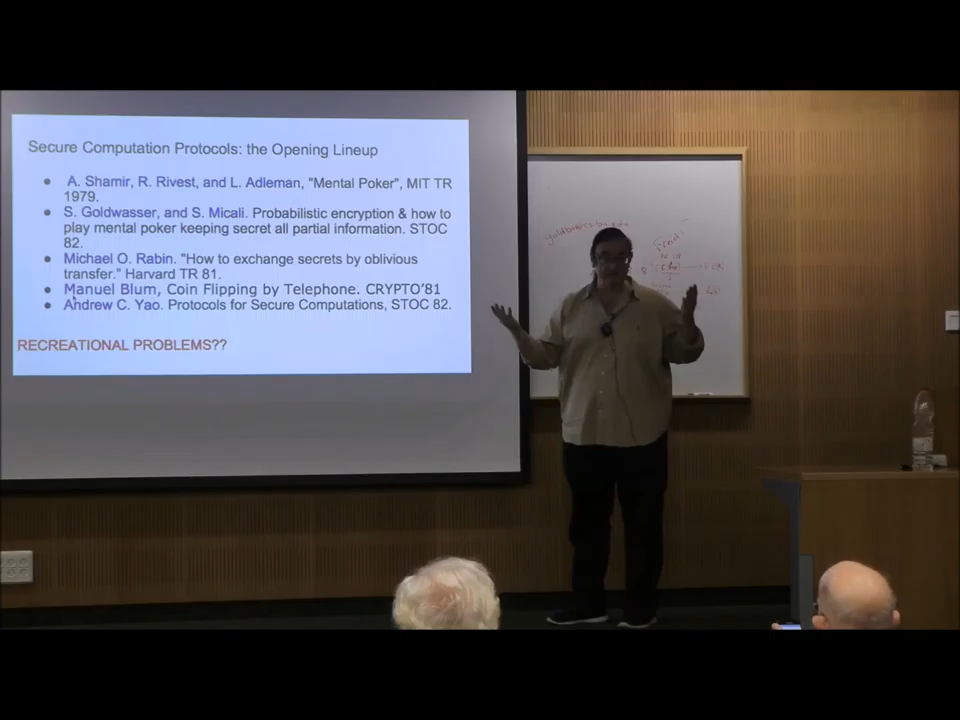 Secure Computation Protocols: the Opening Lineup
A. Shamir, R. Rivest, and L. Adleman, "Mental Poker", MIT TR
1979.
S. Goldwasser, and S. Micali. Probabilistic encryption & how to
play mental poker keeping secret all partial information. STOC
82.
Michael O. Rabin. "How to exchange secrets by oblivious
transfer." Harvard TR 81.
Manuel Blum, Coin Flipping by Telephone. CRYPTO'81
Andrew C. Yao. Protocols for Secure Computations, STOC 82.
RECREATIONAL PROBLEMS??